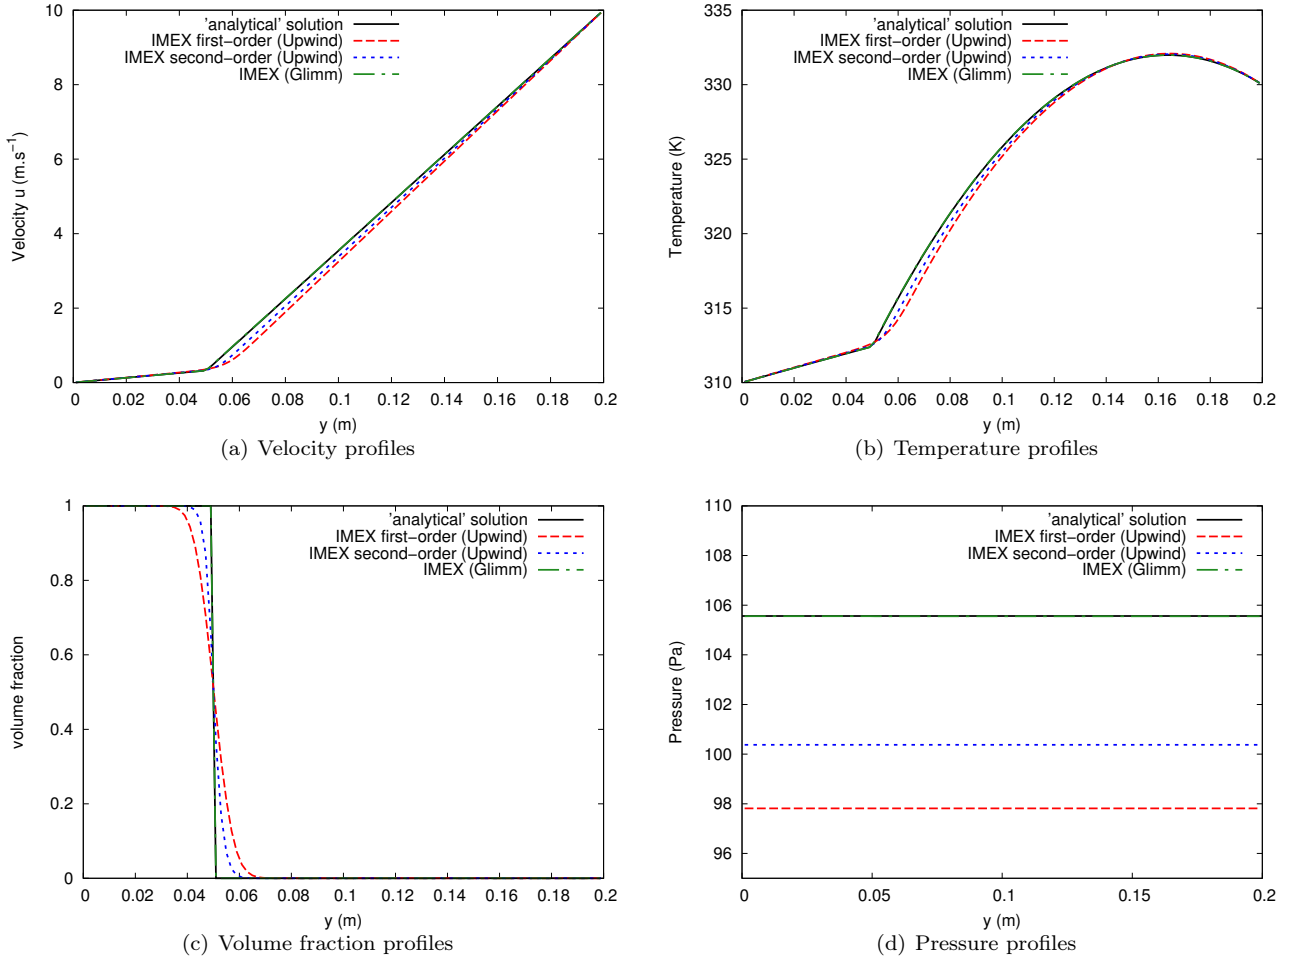 'analytical' solution
IMEX first-order (Upwind)
IMEX second-order (Upwind)
IMEX (Glimm)
10
8
6
4
2
0
Velocity u (m.s⁻¹)
0 0.02 0.04 0.06 0.08 0.1 0.12 0.14 0.16 0.18 0.2
y (m)
(a) Velocity profiles
'analytical' solution
IMEX first-order (Upwind)
IMEX second-order (Upwind)
IMEX (Glimm)
335
330
325
320
315
310
Temperature (K)
0 0.02 0.04 0.06 0.08 0.1 0.12 0.14 0.16 0.18 0.2
y (m)
(b) Temperature profiles
'analytical' solution
IMEX first-order (Upwind)
IMEX second-order (Upwind)
IMEX (Glimm)
1
0.8
0.6
0.4
0.2
0
volume fraction
0 0.02 0.04 0.06 0.08 0.1 0.12 0.14 0.16 0.18 0.2
y (m)
(c) Volume fraction profiles
'analytical' solution
IMEX first-order (Upwind)
IMEX second-order (Upwind)
IMEX (Glimm)
110
108
106
104
102
100
98
96
Pressure (Pa)
0 0.05 0.1 0.15 0.2
y (m)
(d) Pressure profiles